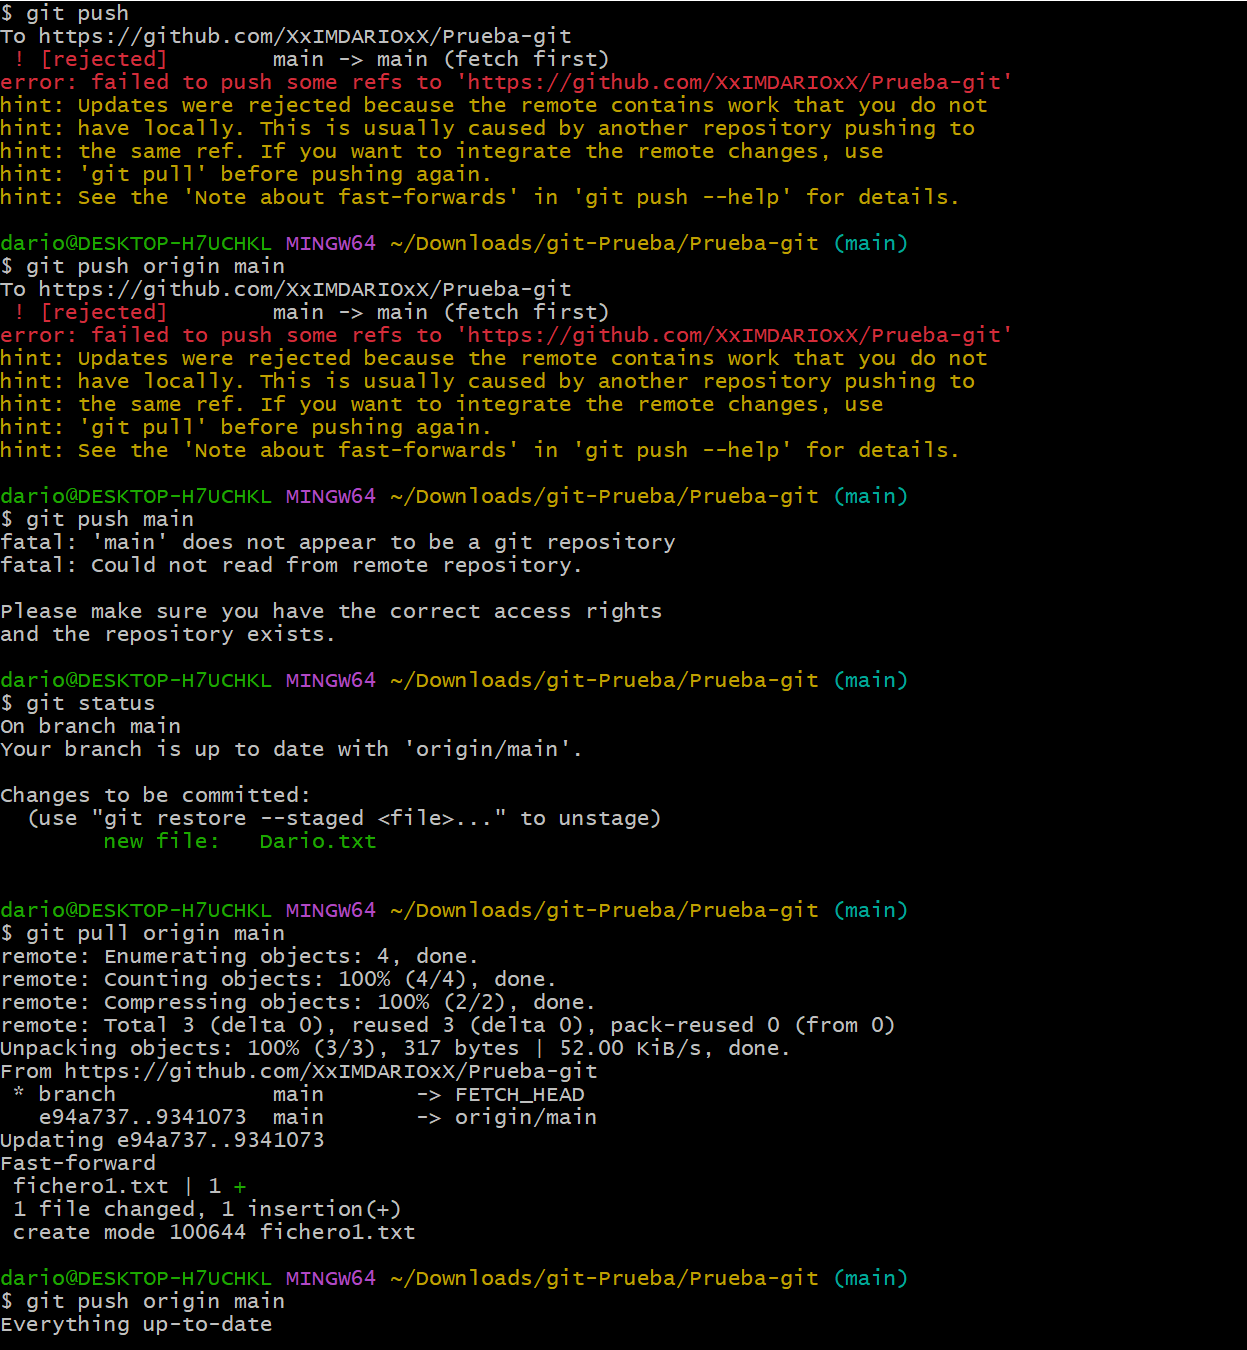 $ git push
To https://github.com/XxIMDARIOxX/Prueba-git
 ! [rejected]        main -> main (fetch first)
error: failed to push some refs to 'https://github.com/XxIMDARIOxX/Prueba-git'
hint: Updates were rejected because the remote contains work that you do not
hint: have locally. This is usually caused by another repository pushing to
hint: the same ref. If you want to integrate the remote changes, use
hint: 'git pull' before pushing again.
hint: See the 'Note about fast-forwards' in 'git push --help' for details.

dario@DESKTOP-H7UCHKL MINGW64 ~/Downloads/git-Prueba/Prueba-git (main)
$ git push origin main
To https://github.com/XxIMDARIOxX/Prueba-git
 ! [rejected]        main -> main (fetch first)
error: failed to push some refs to 'https://github.com/XxIMDARIOxX/Prueba-git'
hint: Updates were rejected because the remote contains work that you do not
hint: have locally. This is usually caused by another repository pushing to
hint: the same ref. If you want to integrate the remote changes, use
hint: 'git pull' before pushing again.
hint: See the 'Note about fast-forwards' in 'git push --help' for details.

dario@DESKTOP-H7UCHKL MINGW64 ~/Downloads/git-Prueba/Prueba-git (main)
$ git push main
fatal: 'main' does not appear to be a git repository
fatal: Could not read from remote repository.

Please make sure you have the correct access rights
and the repository exists.

dario@DESKTOP-H7UCHKL MINGW64 ~/Downloads/git-Prueba/Prueba-git (main)
$ git status
On branch main
Your branch is up to date with 'origin/main'.

Changes to be committed:
  (use "git restore --staged <file>..." to unstage)
        new file:   Dario.txt


dario@DESKTOP-H7UCHKL MINGW64 ~/Downloads/git-Prueba/Prueba-git (main)
$ git pull origin main
remote: Enumerating objects: 4, done.
remote: Counting objects: 100% (4/4), done.
remote: Compressing objects: 100% (2/2), done.
remote: Total 3 (delta 0), reused 3 (delta 0), pack-reused 0 (from 0)
Unpacking objects: 100% (3/3), 317 bytes | 52.00 KiB/s, done.
From https://github.com/XxIMDARIOxX/Prueba-git
 * branch            main       -> FETCH_HEAD
   e94a737..9341073  main       -> origin/main
Updating e94a737..9341073
Fast-forward
 fichero1.txt | 1 +
 1 file changed, 1 insertion(+)
 create mode 100644 fichero1.txt

dario@DESKTOP-H7UCHKL MINGW64 ~/Downloads/git-Prueba/Prueba-git (main)
$ git push origin main
Everything up-to-date